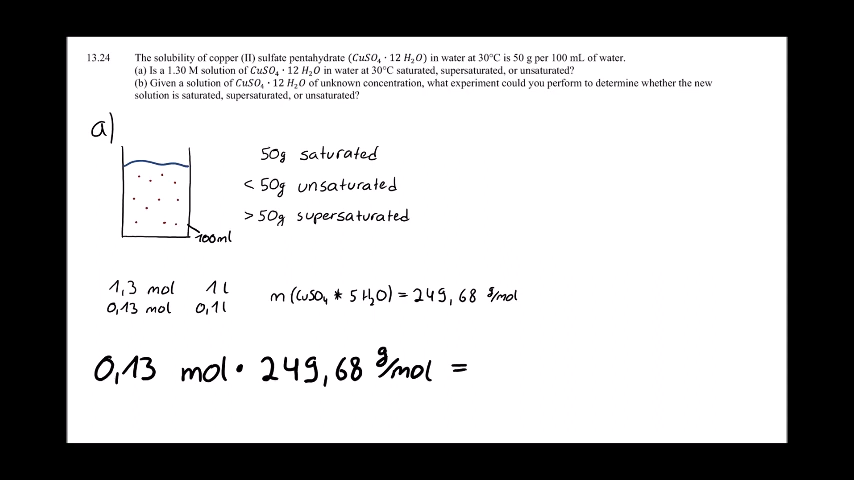 13.24 The solubility of copper (II) sulfate pentahydrate (CuSO₄ · 12 H₂O) in water at 30°C is 50 g per 100 mL of water.
(a) Is a 1.30 M solution of CuSO₄ · 12 H₂O in water at 30°C saturated, supersaturated, or unsaturated?
(b) Given a solution of CuSO₄ · 12 H₂O of unknown concentration, what experiment could you perform to determine whether the new
solution is saturated, supersaturated, or unsaturated?
a)
50g saturated
< 50g unsaturated
> 50g supersaturated
100ml
1,3 mol 1l
0,13 mol 0,1l
m (CuSO₄ * 5 H₂O) = 249,68 g/mol
0,13 mol · 249,68 g/mol =